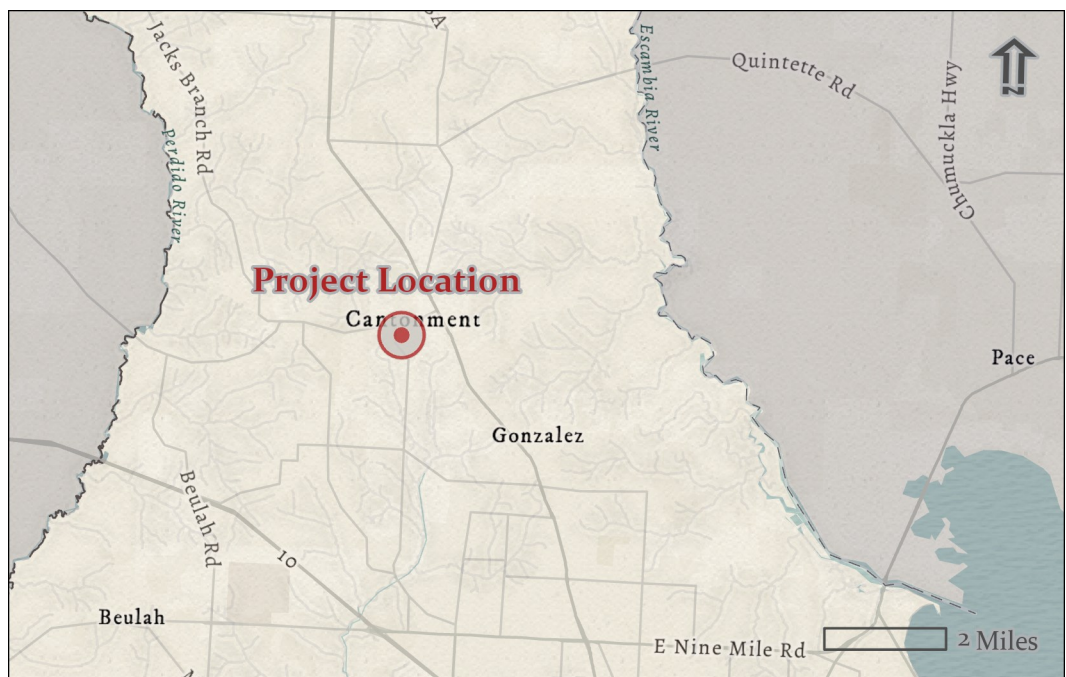 Jacks Branch Rd
Perdido River
Escambia River
Quintette Rd
Chumuckla Hwy
N
Project Location
Cantonment
Pace
Gonzalez
Beulah Rd
10
Beulah
E Nine Mile Rd
2 Miles